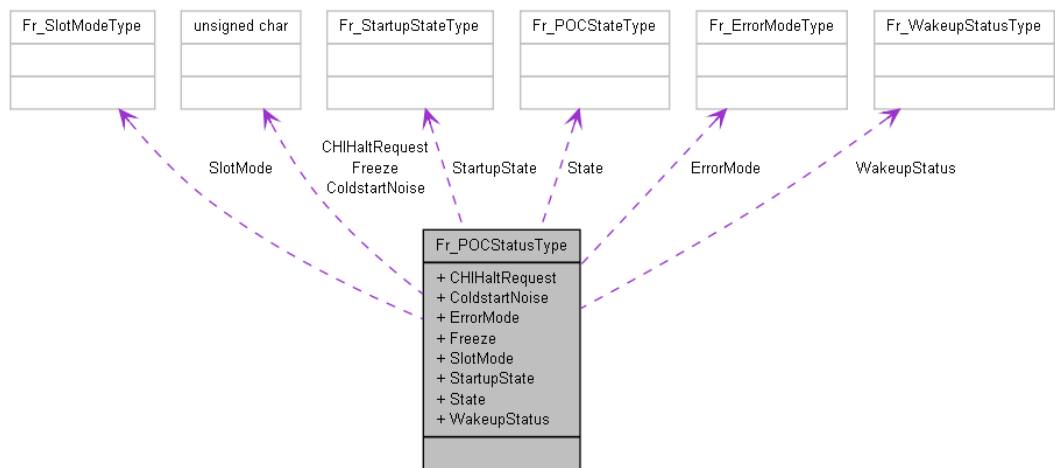 Fr_SlotModeType
unsigned char
Fr_StartupStateType
Fr_POCStateType
Fr_ErrorModeType
Fr_WakeupStatusType
SlotMode
CHIHaltRequest
Freeze
ColdstartNoise
StartupState
State
ErrorMode
WakeupStatus
Fr_POCStatusType
+ CHIHaltRequest
+ ColdstartNoise
+ ErrorMode
+ Freeze
+ SlotMode
+ StartupState
+ State
+ WakeupStatus